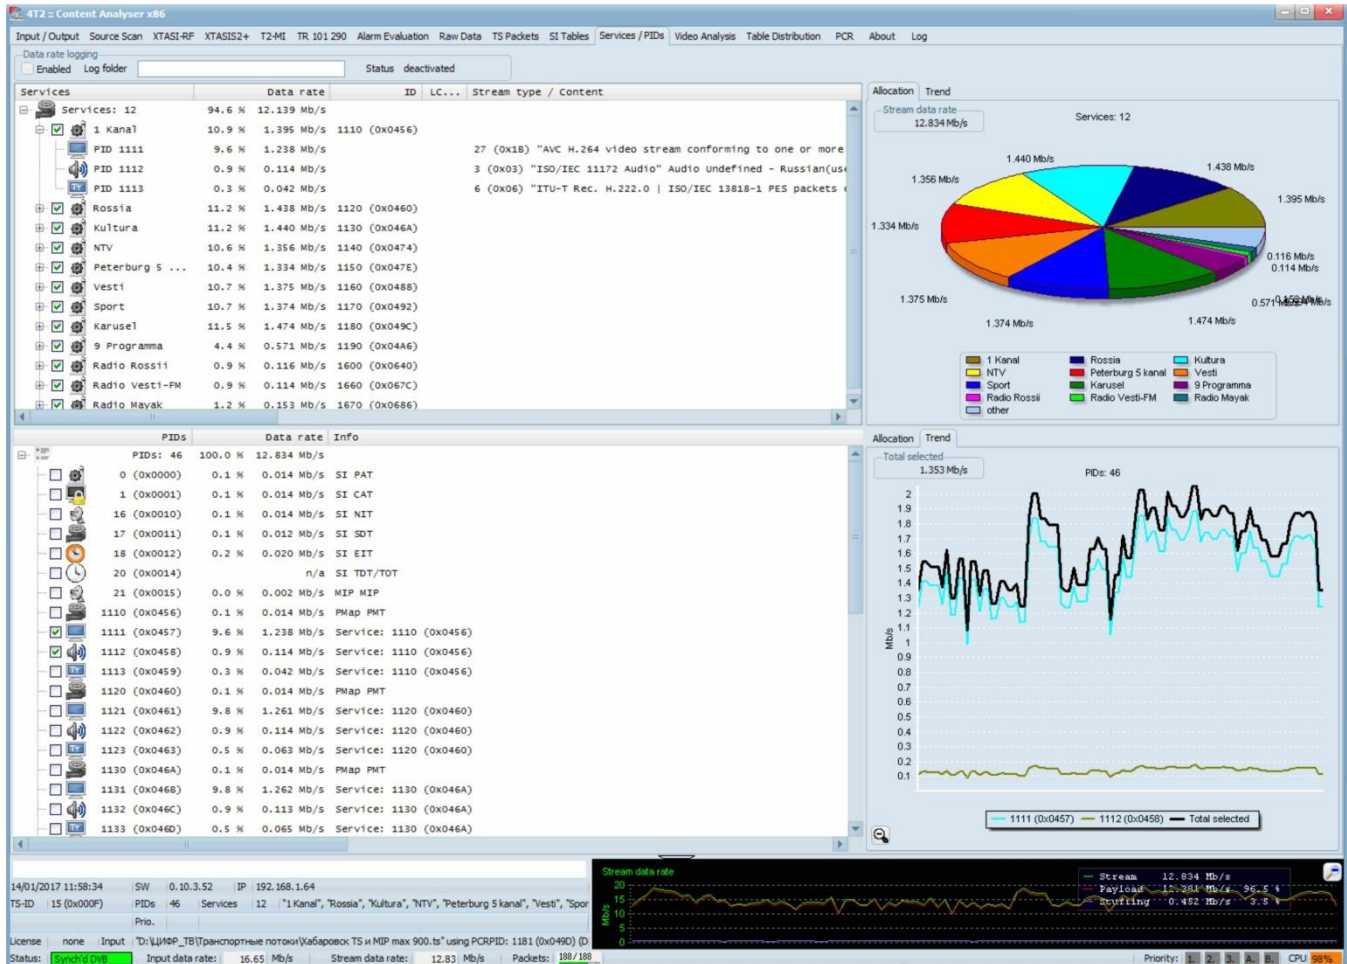 4T2 :: Content Analyser x86
Input / Output Source Scan XTASI-RF XTASIS2+ T2-MI TR 101 290 Alarm Evaluation Raw Data TS Packets SI Tables Services / PIDs Video Analysis Table Distribution PCR About Log
Data rate logging
Enabled Log folder Status deactivated
Services Data rate ID LC... Stream type / Content
Services: 12 94.6 % 12.139 Mb/s
1 Kanal 10.9 % 1.395 Mb/s 1110 (0x0456)
PID 1111 9.6 % 1.238 Mb/s 27 (0x1B) "AVC H.264 video stream conforming to one or more
PID 1112 0.9 % 0.114 Mb/s 3 (0x03) "ISO/IEC 11172 Audio" Audio Undefined - Russian(use
PID 1113 0.3 % 0.042 Mb/s 6 (0x06) "ITU-T Rec. H.222.0 | ISO/IEC 13818-1 PES packets
Rossia 11.2 % 1.438 Mb/s 1120 (0x0460)
Kultura 11.2 % 1.440 Mb/s 1130 (0x046A)
NTV 10.6 % 1.356 Mb/s 1140 (0x0474)
Peterburg 5 ... 10.4 % 1.334 Mb/s 1150 (0x047E)
Vesti 10.7 % 1.375 Mb/s 1160 (0x0488)
Sport 10.7 % 1.374 Mb/s 1170 (0x0492)
Karusel 11.5 % 1.474 Mb/s 1180 (0x049C)
9 Programma 4.4 % 0.571 Mb/s 1190 (0x04A6)
Radio Rossii 0.9 % 0.116 Mb/s 1600 (0x0640)
Radio Vesti-FM 0.9 % 0.114 Mb/s 1660 (0x067C)
Radio Mayak 1.2 % 0.153 Mb/s 1670 (0x0686)
Allocation Trend
Stream data rate
12.834 Mb/s
Services: 12
1.440 Mb/s
1.438 Mb/s
1.356 Mb/s
1.395 Mb/s
1.334 Mb/s
0.116 Mb/s
0.114 Mb/s
1.375 Mb/s
0.571
1.374 Mb/s
1.474 Mb/s
1 Kanal Rossia Kultura
NTV Peterburg 5 kanal Vesti
Sport Karusel 9 Programma
Radio Rossii Radio Vesti-FM Radio Mayak
other
PIDs Data rate Info
PIDs: 46 100.0 % 12.834 Mb/s
0 (0x0000) 0.1 % 0.014 Mb/s SI PAT
1 (0x0001) 0.1 % 0.014 Mb/s SI CAT
16 (0x0010) 0.1 % 0.014 Mb/s SI NIT
17 (0x0011) 0.1 % 0.012 Mb/s SI SDT
18 (0x0012) 0.2 % 0.020 Mb/s SI EIT
20 (0x0014) n/a SI TDT/TOT
21 (0x0015) 0.0 % 0.002 Mb/s MIP MIP
1110 (0x0456) 0.1 % 0.014 Mb/s PMap PMT
1111 (0x0457) 9.6 % 1.238 Mb/s Service: 1110 (0x0456)
1112 (0x0458) 0.9 % 0.114 Mb/s Service: 1110 (0x0456)
1113 (0x0459) 0.3 % 0.042 Mb/s Service: 1110 (0x0456)
1120 (0x0460) 0.1 % 0.014 Mb/s PMap PMT
1121 (0x0461) 9.8 % 1.261 Mb/s Service: 1120 (0x0460)
1122 (0x0462) 0.9 % 0.114 Mb/s Service: 1120 (0x0460)
1123 (0x0463) 0.5 % 0.063 Mb/s Service: 1120 (0x0460)
1130 (0x046A) 0.1 % 0.014 Mb/s PMap PMT
1131 (0x046B) 9.8 % 1.262 Mb/s Service: 1130 (0x046A)
1132 (0x046C) 0.9 % 0.113 Mb/s Service: 1130 (0x046A)
1133 (0x046D) 0.5 % 0.065 Mb/s Service: 1130 (0x046A)
Allocation Trend
Total selected
1.353 Mb/s
PIDs: 46
2
1.9
1.8
1.7
1.6
1.5
1.4
1.3
1.2
1.1
0.9
0.8
0.7
0.6
0.5
0.4
0.3
0.2
0.1
Mb/s
1111 (0x0457) 1112 (0x0458) Total selected
14/01/2017 11:58:34 SW 0.10.3.52 IP 192.168.1.64
TS-ID 15 (0x000F) PIDs 46 Services 12 "1 Kanal", "Rossia", "Kultura", "NTV", "Peterburg 5 kanal", "Vesti", "Spor
Prio.
License none Input "D:\ЦИФР_ТВ\Транспортные потоки\Хабаровск TS и MIP max 900.ts" using PCRPID: 1181 (0x049D) (D
Status: Synch'd DVB Input data rate: 16.65 Mb/s Stream data rate: 12.83 Mb/s Packets: 188/188
Stream data rate
20
15
10
5
0
Mb/s
Stream 12.834 Mb/s
Payload 12.381 Mb/s 96.5 %
Stuffing 0.452 Mb/s 3.5 %
Priority: 1. 2. 3. A. B. CPU 98%